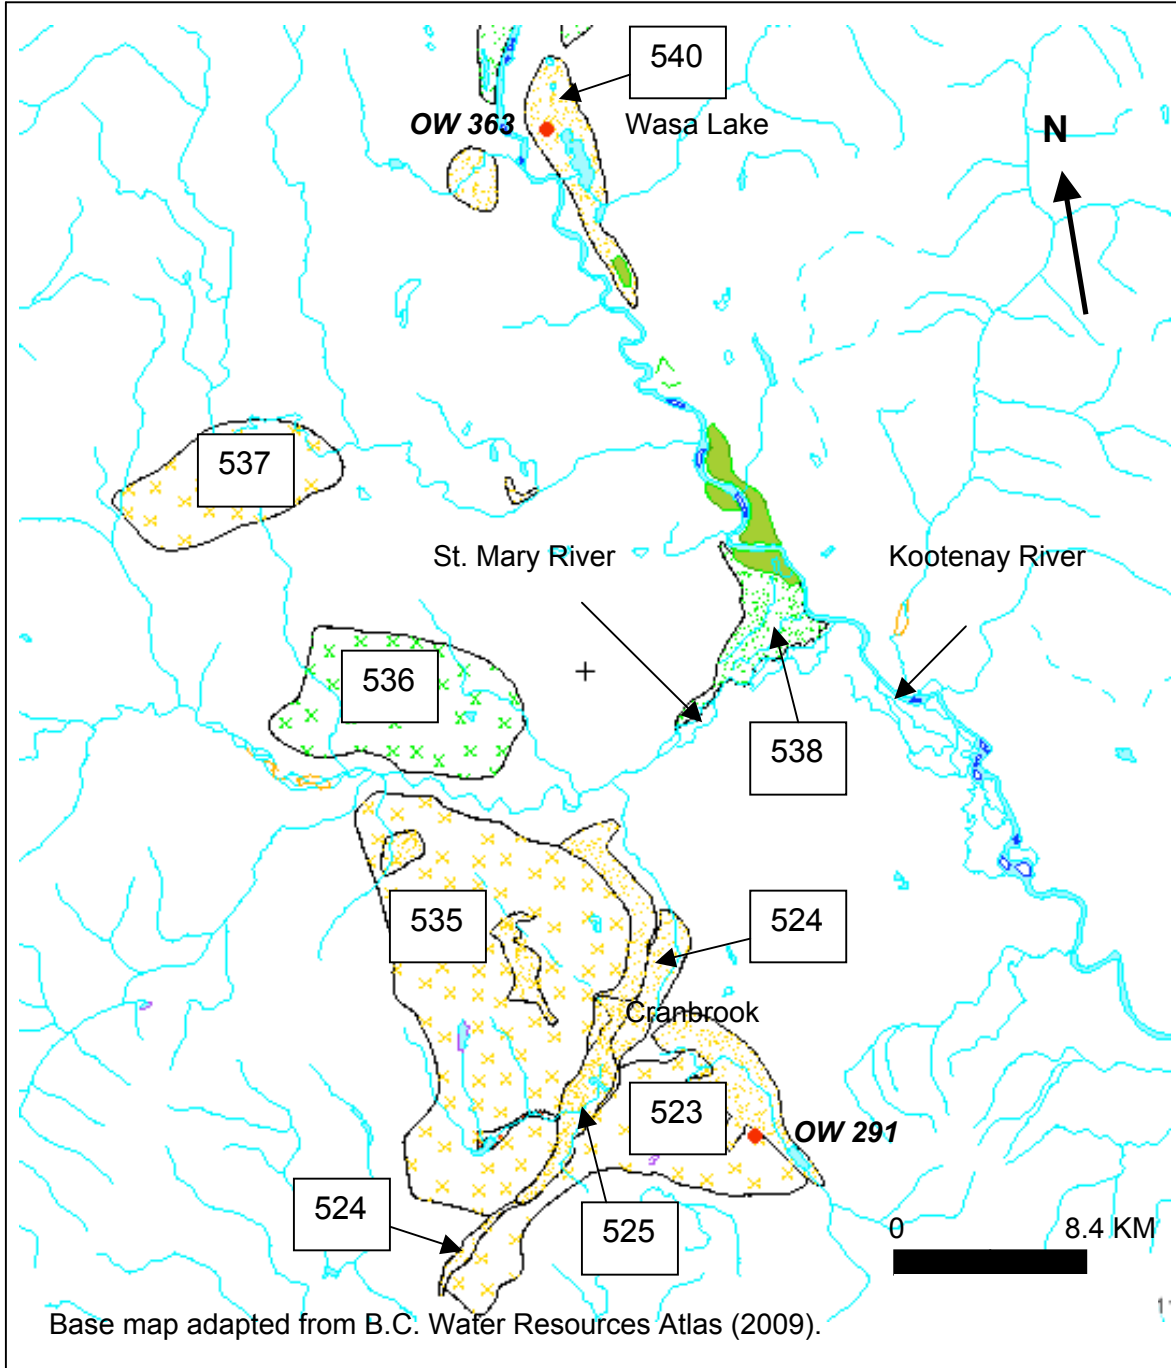 540
OW 363
Wasa Lake
N
537
St. Mary River
Kootenay River
536
538
535
524
Cranbrook
523
OW 291
524
525
0
8.4 KM
Base map adapted from B.C. Water Resources Atlas (2009).